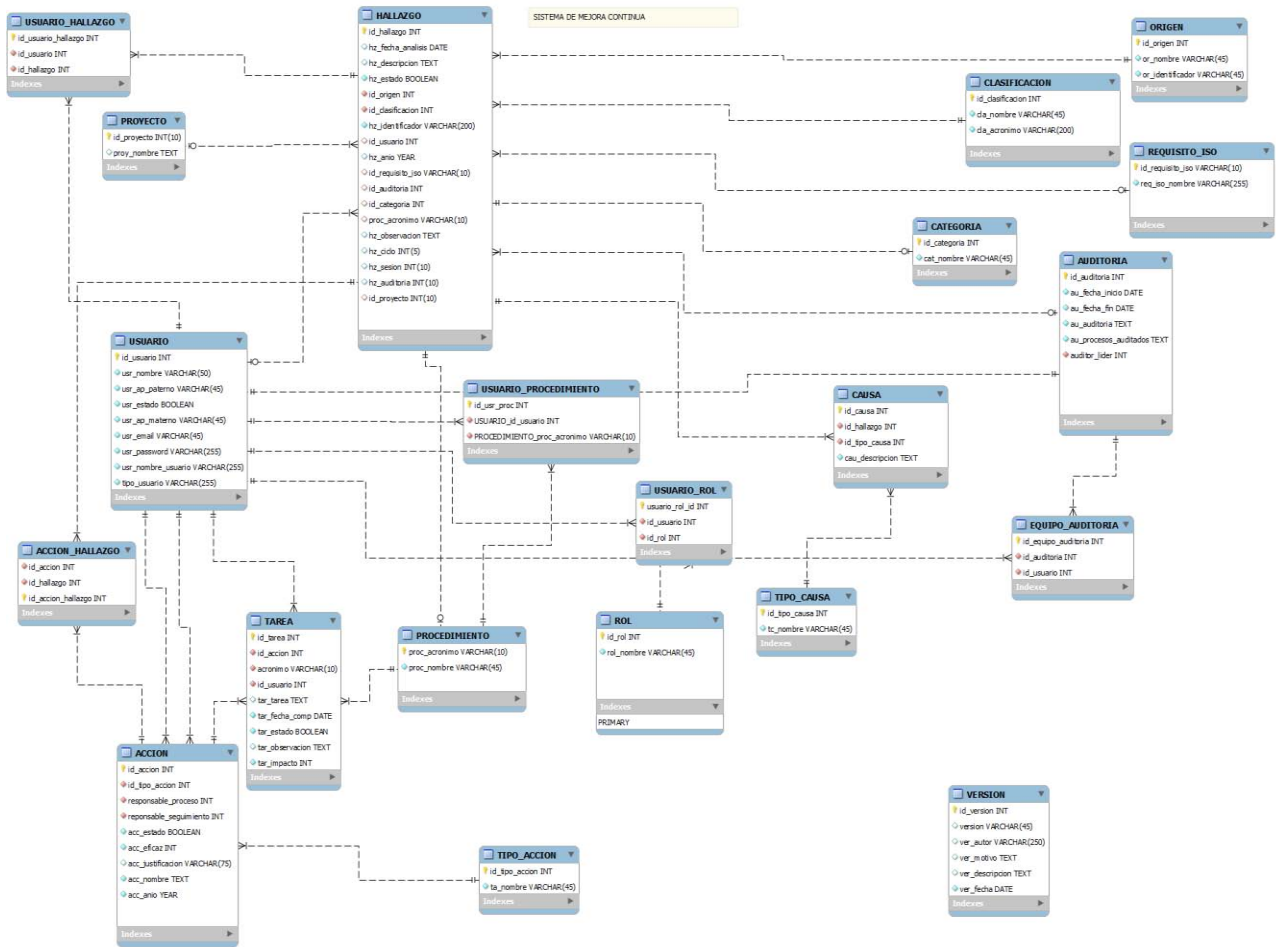 SISTEMA DE MEJORA CONTINUA
USUARIO_HALLAZGO
id_usuario_hallazgo INT
id_usuario INT
id_hallazgo INT
Indexes
HALLAZGO
id_hallazgo INT
hz_fecha_analisis DATE
hz_descripcion TEXT
hz_estado BOOLEAN
id_origen INT
id_clasificacion INT
hz_identificador VARCHAR(200)
id_usuario INT
hz_anio YEAR
id_requisito_iso VARCHAR(10)
id_auditoria INT
id_categoria INT
proc_acronimo VARCHAR(10)
hz_observacion TEXT
hz_ciclo INT(5)
hz_sesion INT(10)
hz_auditoria INT(10)
id_proyecto INT(10)
Indexes
ORIGEN
id_origen INT
or_nombre VARCHAR(45)
or_identificador VARCHAR(45)
Indexes
CLASIFICACION
id_clasificacion INT
cla_nombre VARCHAR(45)
cla_acronimo VARCHAR(200)
Indexes
PROYECTO
id_proyecto INT(10)
proy_nombre TEXT
Indexes
REQUISITO_ISO
id_requisito_iso VARCHAR(10)
req_iso_nombre VARCHAR(255)
Indexes
CATEGORIA
id_categoria INT
cat_nombre VARCHAR(45)
Indexes
AUDITORIA
id_auditoria INT
au_fecha_inicio DATE
au_fecha_fin DATE
au_auditoria TEXT
au_procesos_auditados TEXT
auditor_lider INT
Indexes
USUARIO
id_usuario INT
usr_nombre VARCHAR(50)
usr_ap_paterno VARCHAR(45)
usr_estado BOOLEAN
usr_ap_materno VARCHAR(45)
usr_email VARCHAR(45)
usr_password VARCHAR(255)
usr_nombre_usuario VARCHAR(255)
tipo_usuario VARCHAR(255)
Indexes
USUARIO_PROCEDIMIENTO
id_usr_proc INT
USUARIO_id_usuario INT
PROCEDIMIENTO_proc_acronimo VARCHAR(10)
Indexes
CAUSA
id_causa INT
id_hallazgo INT
id_tipo_causa INT
cau_descripcion TEXT
Indexes
USUARIO_ROL
usuario_rol_id INT
id_usuario INT
id_rol INT
Indexes
EQUIPO_AUDITORIA
id_equipo_auditoria INT
id_auditoria INT
id_usuario INT
Indexes
ACCION_HALLAZGO
id_accion INT
id_hallazgo INT
id_accion_hallazgo INT
Indexes
TIPO_CAUSA
id_tipo_causa INT
tc_nombre VARCHAR(45)
Indexes
TAREA
id_tarea INT
id_accion INT
acronimo VARCHAR(10)
id_usuario INT
tar_tarea TEXT
tar_fecha_comp DATE
tar_estado BOOLEAN
tar_observacion TEXT
tar_impacto INT
Indexes
PROCEDIMIENTO
proc_acronimo VARCHAR(10)
proc_nombre VARCHAR(45)
Indexes
ROL
id_rol INT
rol_nombre VARCHAR(45)
Indexes
PRIMARY
ACCION
id_accion INT
id_tipo_accion INT
responsable_proceso INT
reponsable_seguimiento INT
acc_estado BOOLEAN
acc_eficaz INT
acc_justificacion VARCHAR(75)
acc_nombre TEXT
acc_anio YEAR
Indexes
TIPO_ACCION
id_tipo_accion INT
ta_nombre VARCHAR(45)
Indexes
VERSION
id_version INT
version VARCHAR(45)
ver_autor VARCHAR(250)
ver_motivo TEXT
ver_descripcion TEXT
ver_fecha DATE
Indexes